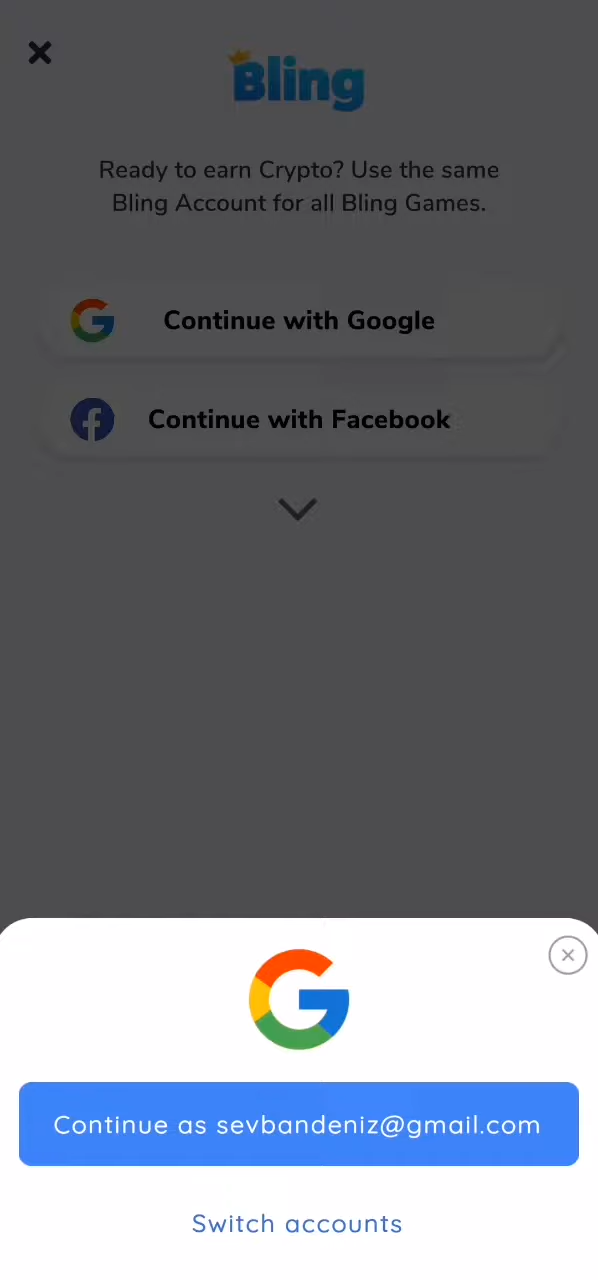 Bling
Ready to earn Crypto? Use the same
Bling Account for all Bling Games.
Continue with Google
Continue with Facebook
Continue as sevbandeniz@gmail.com
Switch accounts